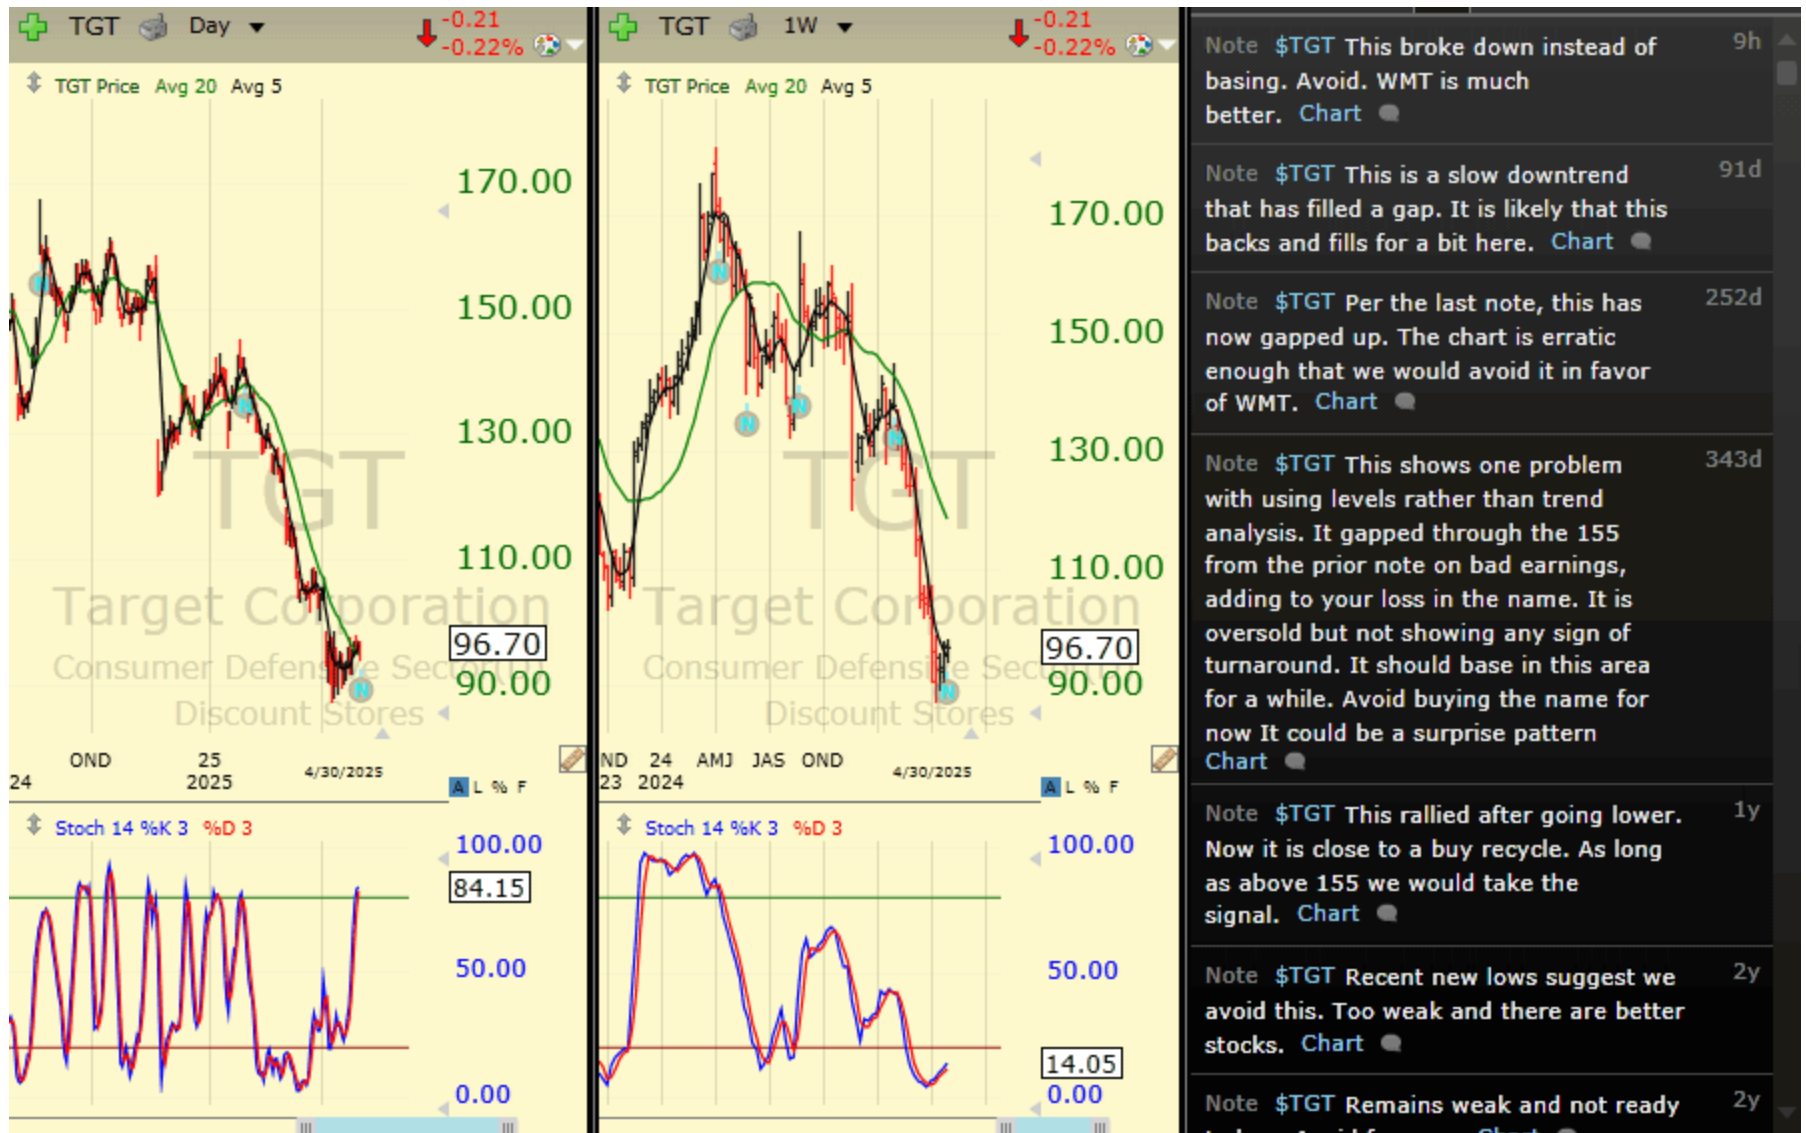 TGT Day
-0.21
-0.22%
TGT Price Avg 20 Avg 5
170.00
150.00
130.00
110.00
96.70
90.00
N
N
N
TGT
Target Corporation
Consumer Defensive Sector
Discount Stores
OND 25
24 2025 4/30/2025
A L % F
Stoch 14 %K 3 %D 3
100.00
84.15
50.00
0.00
TGT 1W
-0.21
-0.22%
TGT Price Avg 20 Avg 5
170.00
150.00
130.00
110.00
96.70
90.00
N
N
N
N
N
TGT
Target Corporation
Consumer Defensive Sector
Discount Stores
ND 24 AMJ JAS OND
23 2024 4/30/2025
A L % F
Stoch 14 %K 3 %D 3
100.00
50.00
14.05
0.00
Note $TGT This broke down instead of 9h
basing. Avoid. WMT is much
better. Chart
Note $TGT This is a slow downtrend 91d
that has filled a gap. It is likely that this
backs and fills for a bit here. Chart
Note $TGT Per the last note, this has 252d
now gapped up. The chart is erratic
enough that we would avoid it in favor
of WMT. Chart
Note $TGT This shows one problem 343d
with using levels rather than trend
analysis. It gapped through the 155
from the prior note on bad earnings,
adding to your loss in the name. It is
oversold but not showing any sign of
turnaround. It should base in this area
for a while. Avoid buying the name for
now It could be a surprise pattern
Chart
Note $TGT This rallied after going lower. 1y
Now it is close to a buy recycle. As long
as above 155 we would take the
signal. Chart
Note $TGT Recent new lows suggest we 2y
avoid this. Too weak and there are better
stocks. Chart
Note $TGT Remains weak and not ready 2y